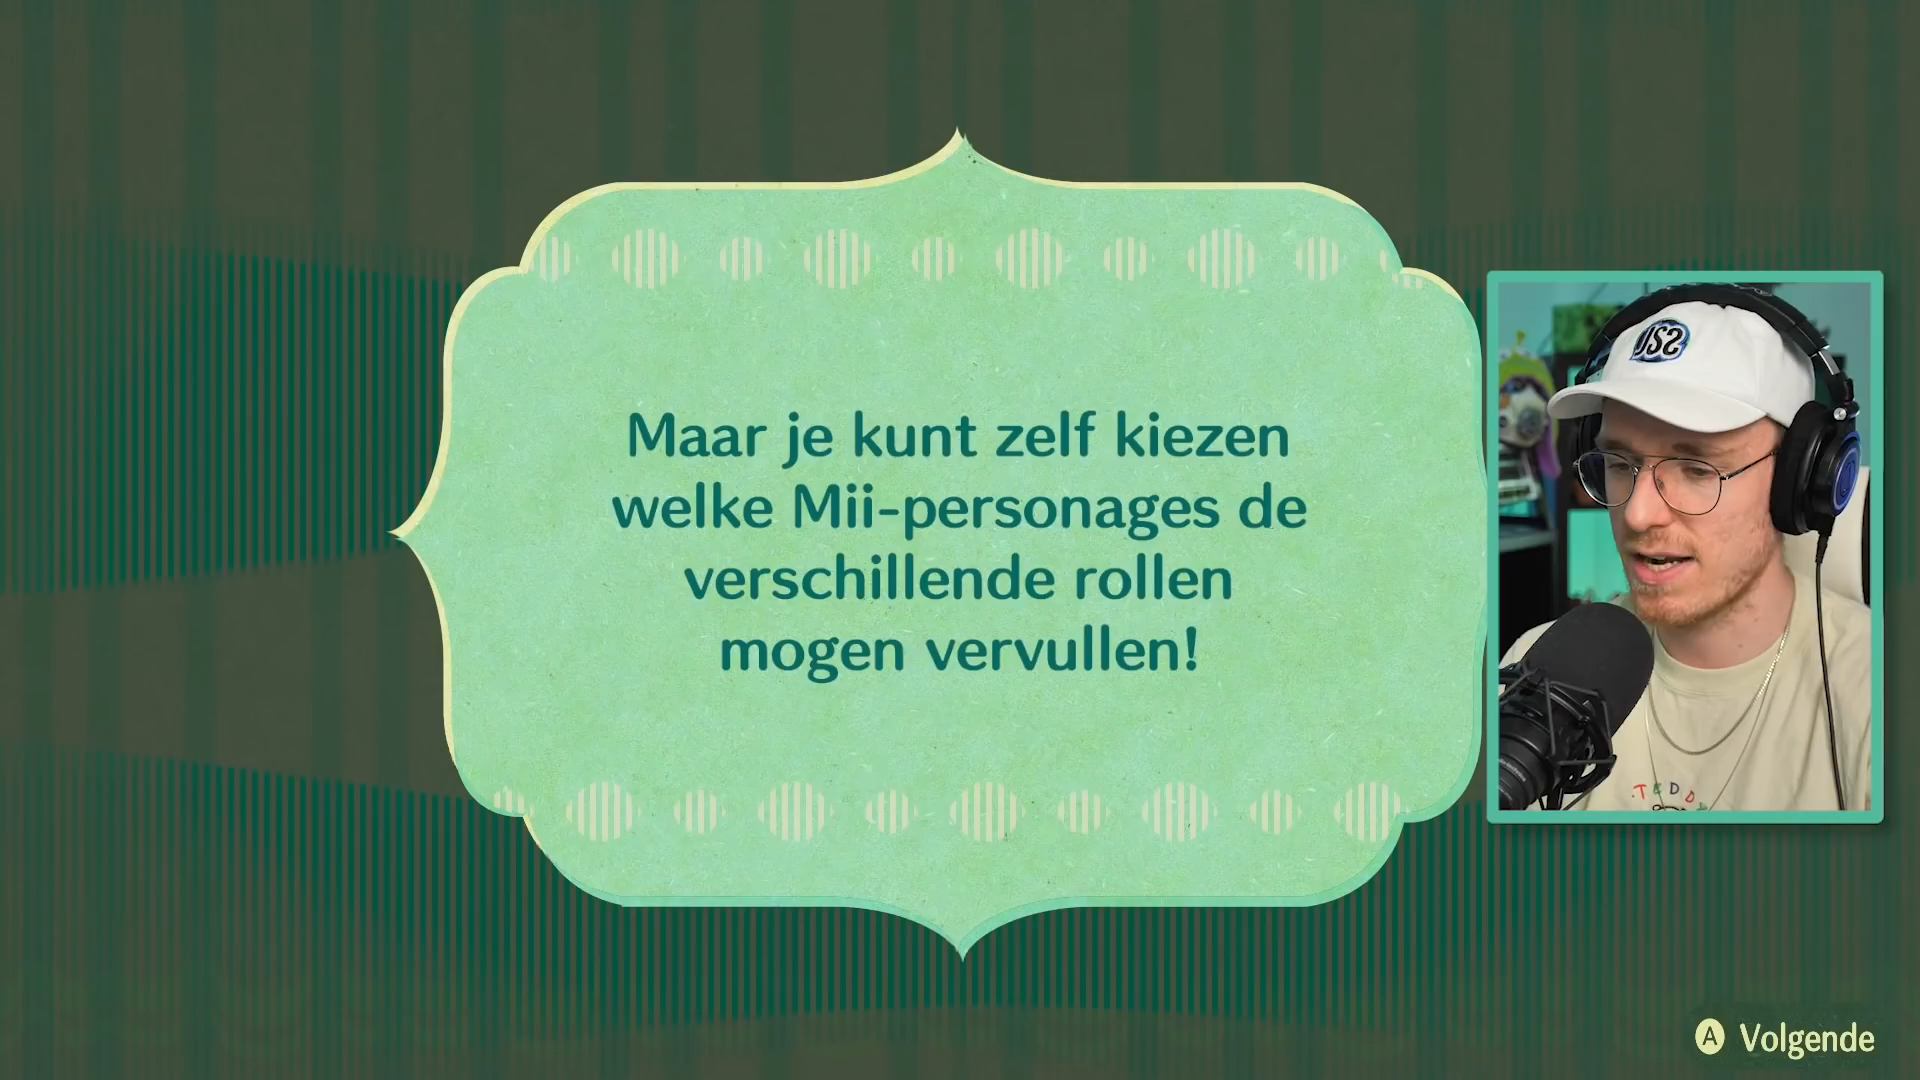 Maar je kunt zelf kiezen
welke Mii-personages de
verschillende rollen
mogen vervullen!
A Volgende